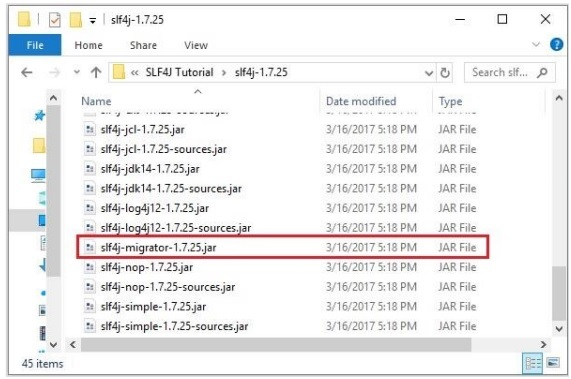 slf4j-1.7.25
File Home Share View
« SLF4J Tutorial › slf4j-1.7.25 Search slf...
Name Date modified Type
slf4j-jcl-1.7.25.jar 3/16/2017 5:18 PM JAR File
slf4j-jcl-1.7.25-sources.jar 3/16/2017 5:18 PM JAR File
slf4j-jdk14-1.7.25.jar 3/16/2017 5:18 PM JAR File
slf4j-jdk14-1.7.25-sources.jar 3/16/2017 5:18 PM JAR File
slf4j-log4j12-1.7.25.jar 3/16/2017 5:18 PM JAR File
slf4j-log4j12-1.7.25-sources.jar 3/16/2017 5:18 PM JAR File
slf4j-migrator-1.7.25.jar 3/16/2017 5:18 PM JAR File
slf4j-nop-1.7.25.jar 3/16/2017 5:18 PM JAR File
slf4j-nop-1.7.25-sources.jar 3/16/2017 5:18 PM JAR File
slf4j-simple-1.7.25.jar 3/16/2017 5:18 PM JAR File
slf4j-simple-1.7.25-sources.jar 3/16/2017 5:18 PM JAR File
45 items